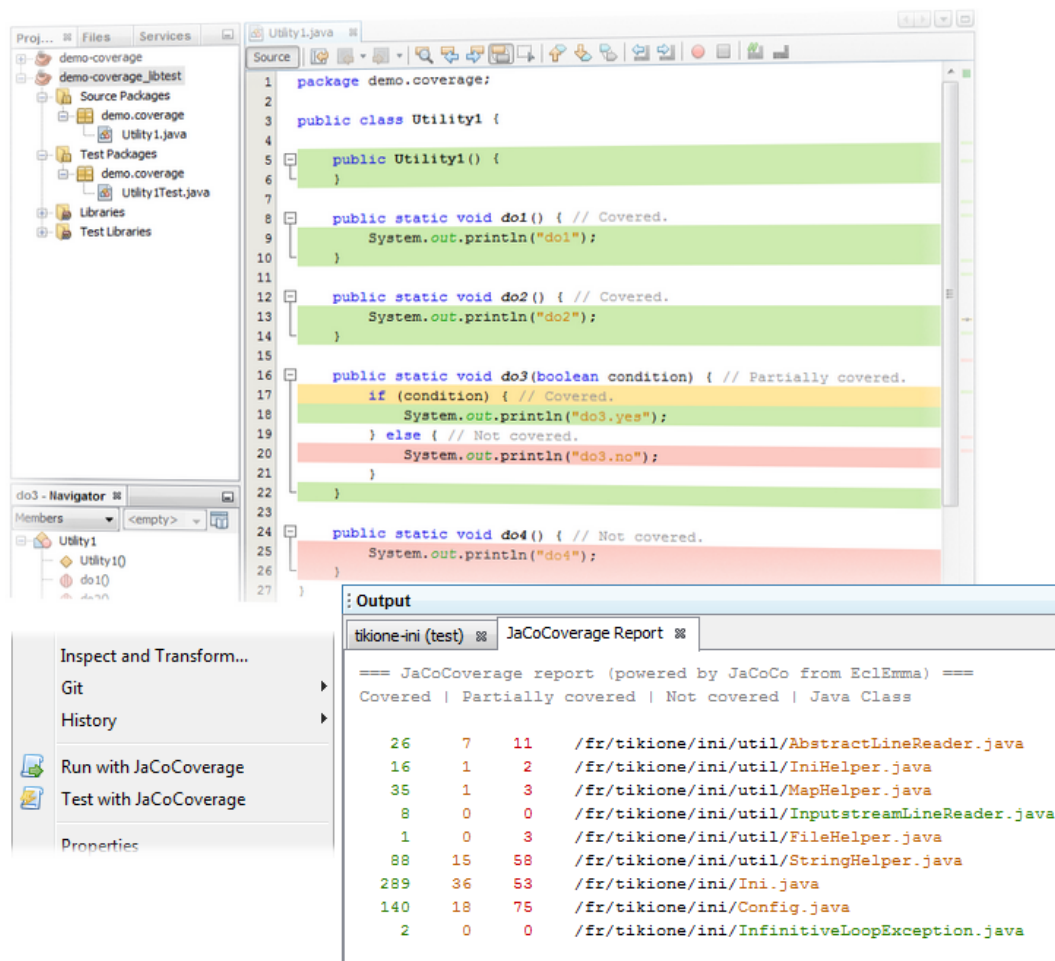 Proj... Files Services
demo-coverage
demo-coverage_libtest
Source Packages
demo.coverage
Utility1.java
Test Packages
demo.coverage
Utility1Test.java
Libraries
Test Libraries
do3 - Navigator
Members <empty>
Utility1
Utility1()
do1()
do2()
Utility1.java
Source
1 package demo.coverage;
2
3 public class Utility1 {
4
5 public Utility1() {
6 }
7
8 public static void do1() { // Covered.
9 System.out.println("do1");
10 }
11
12 public static void do2() { // Covered.
13 System.out.println("do2");
14 }
15
16 public static void do3(boolean condition) { // Partially covered.
17 if (condition) { // Covered.
18 System.out.println("do3.yes");
19 } else { // Not covered.
20 System.out.println("do3.no");
21 }
22 }
23
24 public static void do4() { // Not covered.
25 System.out.println("do4");
26 }
27 }
Inspect and Transform...
Git
History
Run with JaCoCoverage
Test with JaCoCoverage
Properties
Output
tikione-ini (test) JaCoCoverage Report
=== JaCoCoverage report (powered by JaCoCo from EclEmma) ===
Covered | Partially covered | Not covered | Java Class
26 7 11 /fr/tikione/ini/util/AbstractLineReader.java
16 1 2 /fr/tikione/ini/util/IniHelper.java
35 1 3 /fr/tikione/ini/util/MapHelper.java
8 0 0 /fr/tikione/ini/util/InputstreamLineReader.java
1 0 3 /fr/tikione/ini/util/FileHelper.java
88 15 58 /fr/tikione/ini/util/StringHelper.java
289 36 53 /fr/tikione/ini/Ini.java
140 18 75 /fr/tikione/ini/Config.java
2 0 0 /fr/tikione/ini/InfinitiveLoopException.java